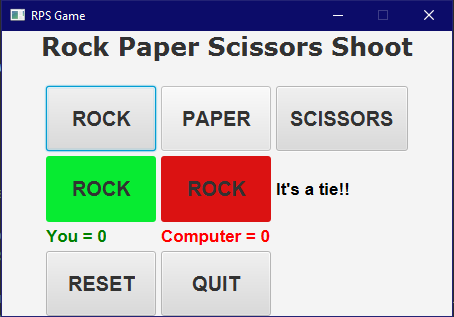 RPS Game
Rock Paper Scissors Shoot
ROCK PAPER SCISSORS
ROCK ROCK It's a tie!!
You = 0 Computer = 0
RESET QUIT